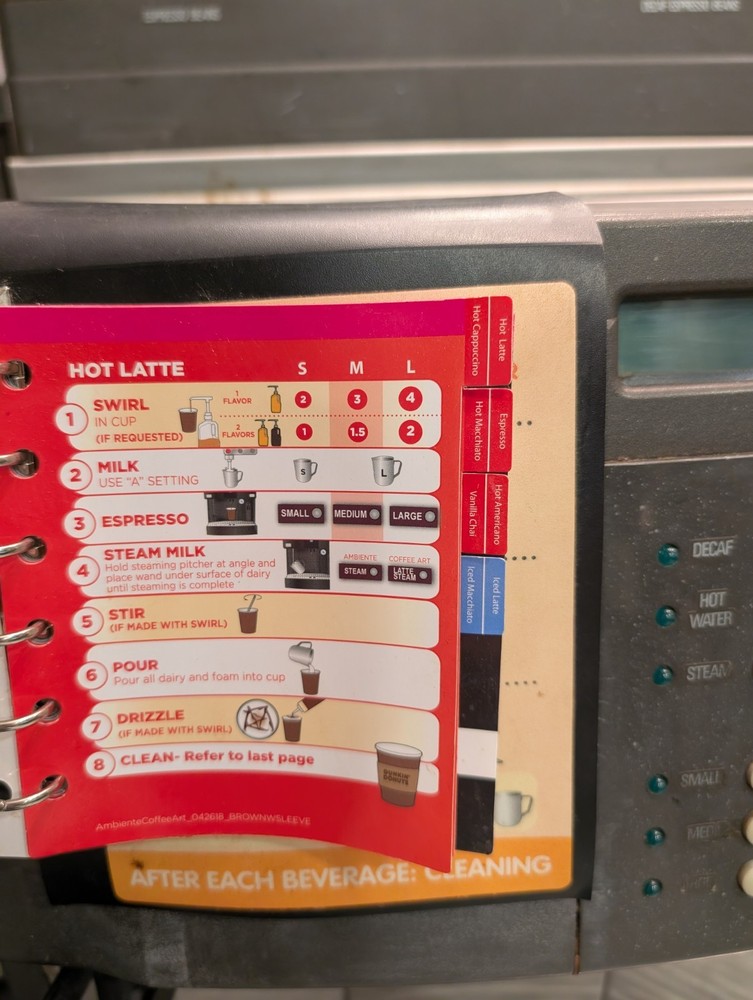 ESPRESSO BEANS
DECAF ESPRESSO BEANS
HOT LATTE
S M L
1 SWIRL
IN CUP
(IF REQUESTED)
1 FLAVOR
2 3 4
2 FLAVORS
1 1.5 2
2 MILK
USE "A" SETTING
S L
3 ESPRESSO
SMALL MEDIUM LARGE
4 STEAM MILK
Hold steaming pitcher at angle and
place wand under surface of dairy
until steaming is complete
AMBIENTE
STEAM
COFFEE ART
LATTE STEAM
5 STIR
(IF MADE WITH SWIRL)
6 POUR
Pour all dairy and foam into cup
7 DRIZZLE
(IF MADE WITH SWIRL)
8 CLEAN- Refer to last page
DUNKIN'
DONUTS
AmbienteCoffeeArt_042618_BROWNWSLEEVE
Hot Latte
Hot Cappuccino
Espresso
Hot Macchiato
Hot Americano
Vanilla Chai
Iced Latte
Iced Macchiato
AFTER EACH BEVERAGE: CLEANING
DECAF
HOT
WATER
STEAM
SMALL